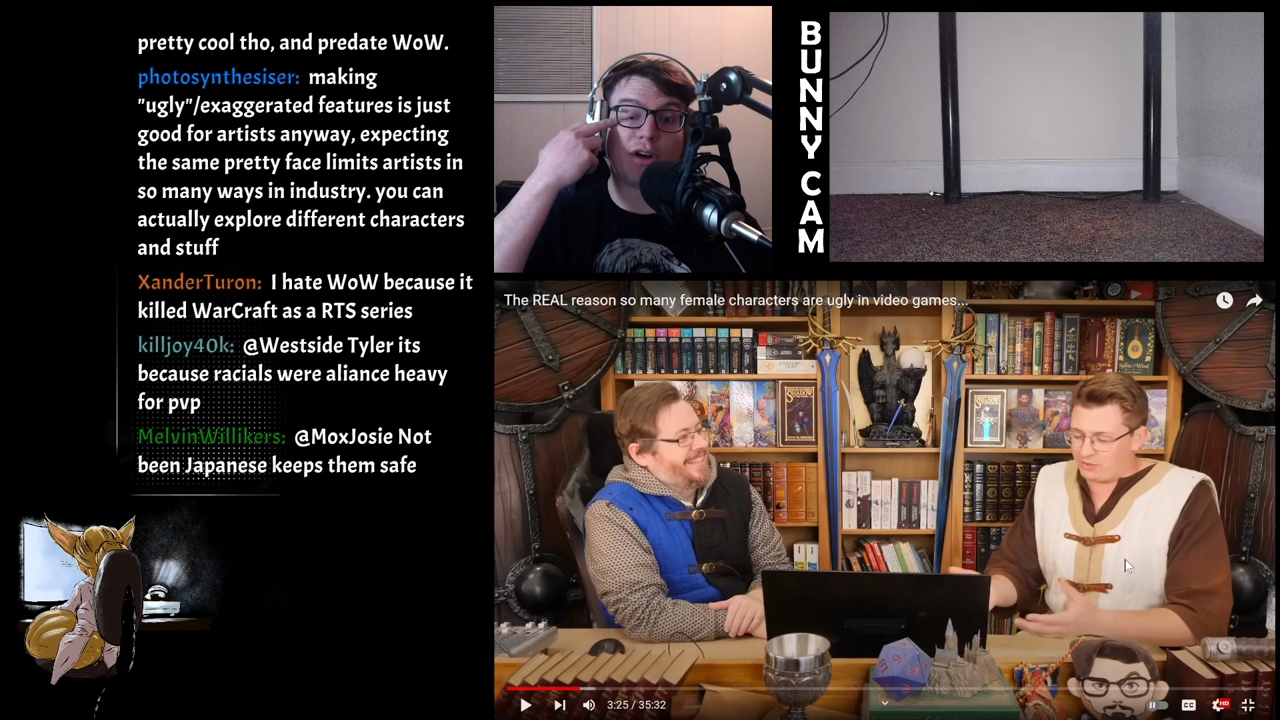 pretty cool tho, and predate WoW.
photosynthesiser: making
"ugly"/exaggerated features is just
good for artists anyway, expecting
the same pretty face limits artists in
so many ways in industry. you can
actually explore different characters
and stuff
XanderTuron: I hate WoW because it
killed WarCraft as a RTS series
killjoy40k: @Westside Tyler its
because racials were aliance heavy
for pvp
MelvinWillikers: @MoxJosie Not
been Japanese keeps them safe
BUNNY CAM
The REAL reason so many female characters are ugly in video games...
SHADOW
3:25 / 35:32
CC
HD